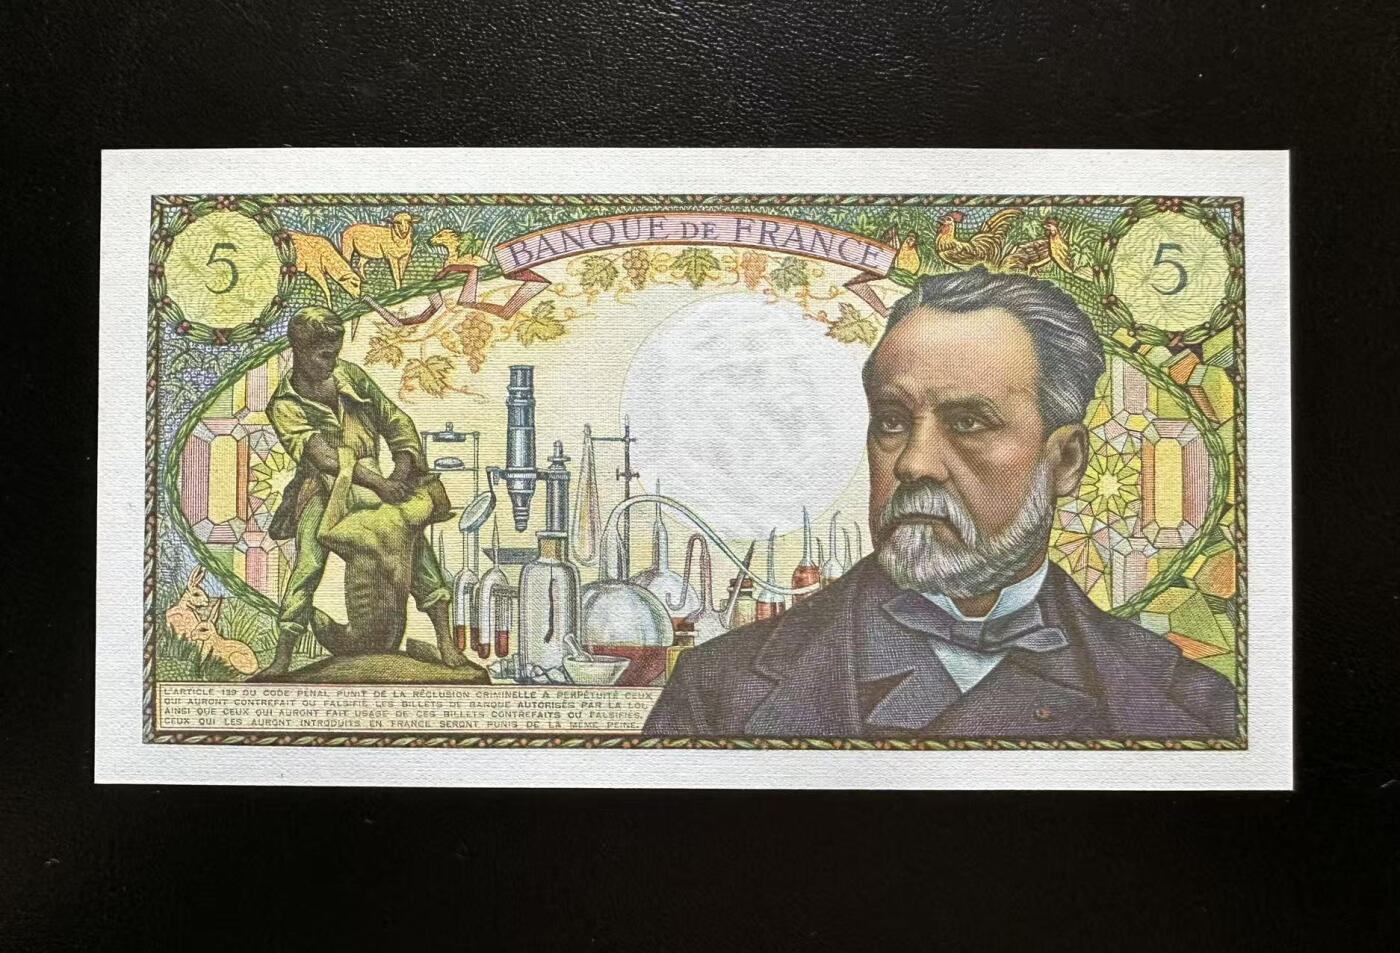 5
BANQUE DE FRANCE
5
L'ARTICLE 139 DU CODE PÉNAL PUNIT DE LA RÉCLUSION CRIMINELLE À PERPÉTUITÉ CEUX
QUI AURONT CONTREFAIT OU FALSIFIÉ LES BILLETS DE BANQUE AUTORISÉS PAR LA LOI,
AINSI QUE CEUX QUI AURONT FAIT USAGE DE CES BILLETS CONTREFAITS OU FALSIFIÉS.
CEUX QUI LES AURONT INTRODUITS EN FRANCE SERONT PUNIS DE LA MÊME PEINE.